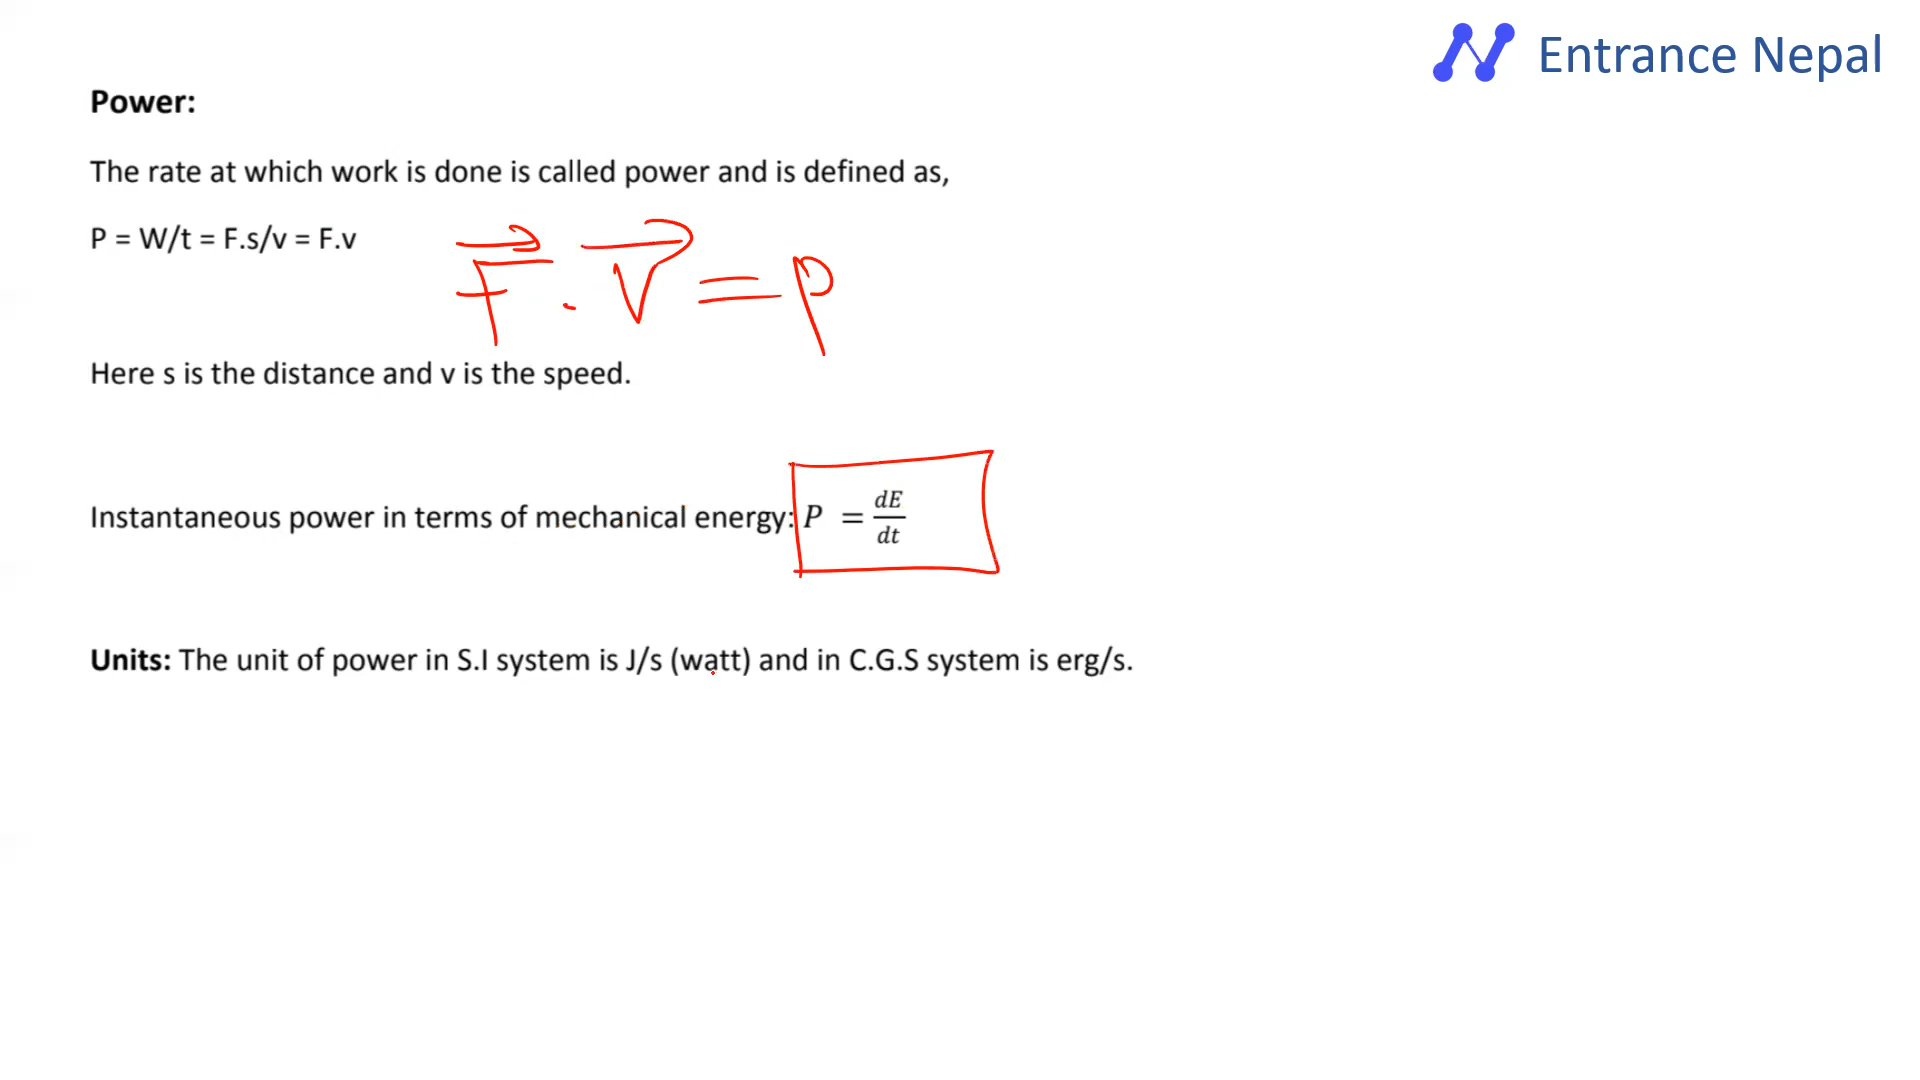 Entrance Nepal
Power:
The rate at which work is done is called power and is defined as,
P = W/t = F.s/v = F.v
F⃗ . V⃗ = P
Here s is the distance and v is the speed.
Instantaneous power in terms of mechanical energy: P = dE/dt
Units: The unit of power in S.I system is J/s (watt) and in C.G.S system is erg/s.